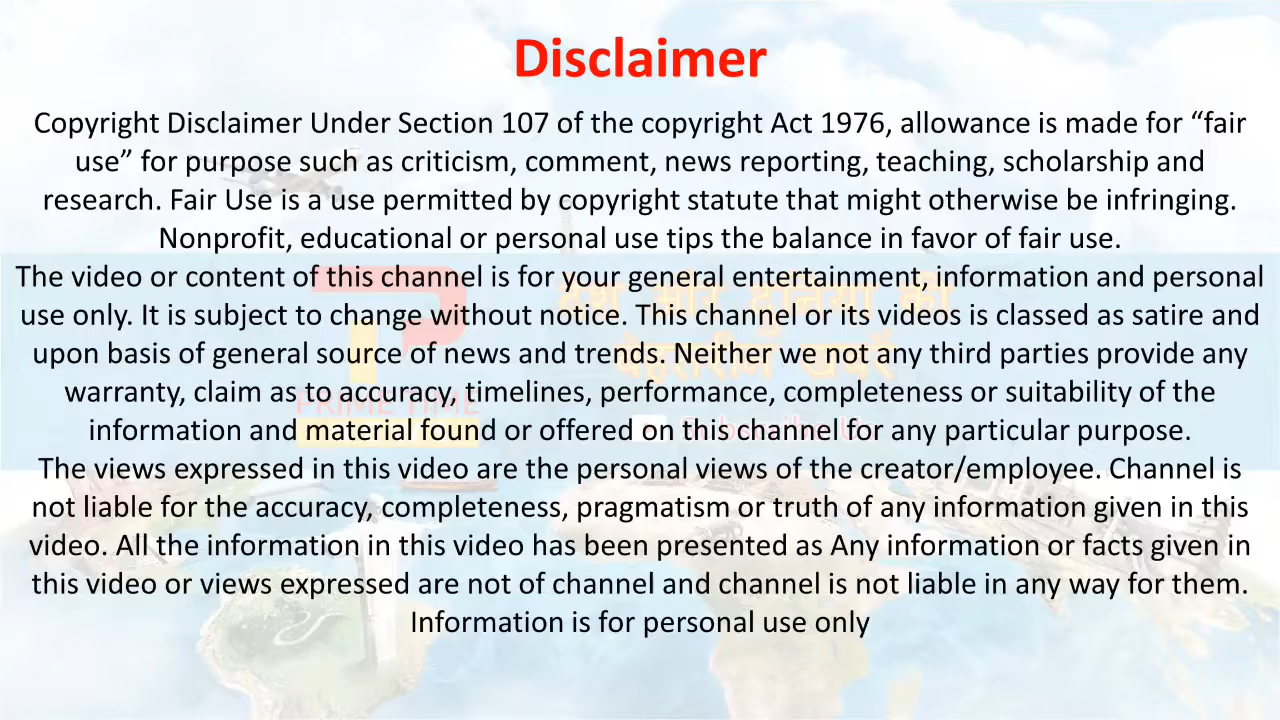 Disclaimer
Copyright Disclaimer Under Section 107 of the copyright Act 1976, allowance is made for “fair
use” for purpose such as criticism, comment, news reporting, teaching, scholarship and
research. Fair Use is a use permitted by copyright statute that might otherwise be infringing.
Nonprofit, educational or personal use tips the balance in favor of fair use.
The video or content of this channel is for your general entertainment, information and personal
use only. It is subject to change without notice. This channel or its videos is classed as satire and
upon basis of general source of news and trends. Neither we not any third parties provide any
warranty, claim as to accuracy, timelines, performance, completeness or suitability of the
information and material found or offered on this channel for any particular purpose.
The views expressed in this video are the personal views of the creator/employee. Channel is
not liable for the accuracy, completeness, pragmatism or truth of any information given in this
video. All the information in this video has been presented as Any information or facts given in
this video or views expressed are not of channel and channel is not liable in any way for them.
Information is for personal use only
देश और दुनिया की
बेहतरीन खबरें
PRIME TIME
Subscribe Us